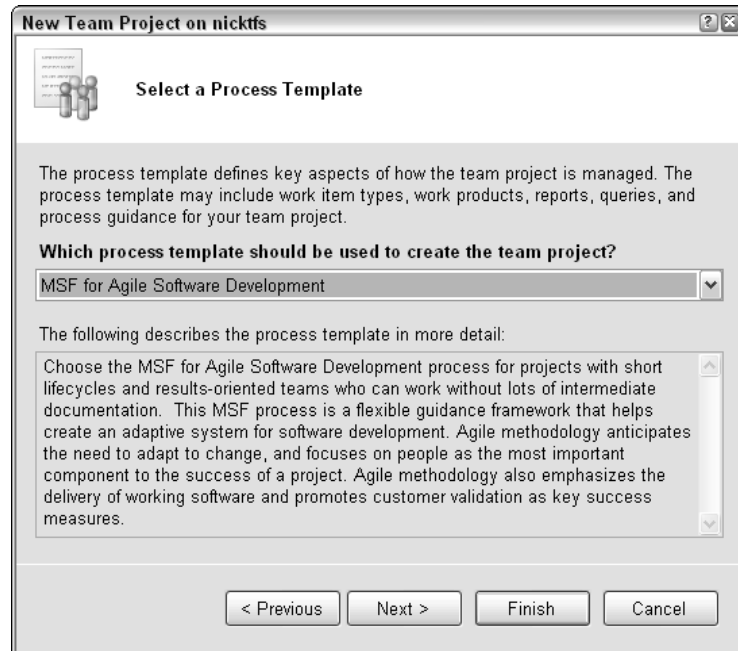 New Team Project on nicktfs
Select a Process Template
The process template defines key aspects of how the team project is managed. The
process template may include work item types, work products, reports, queries, and
process guidance for your team project.
Which process template should be used to create the team project?
MSF for Agile Software Development
The following describes the process template in more detail:
Choose the MSF for Agile Software Development process for projects with short
lifecycles and results-oriented teams who can work without lots of intermediate
documentation.  This MSF process is a flexible guidance framework that helps
create an adaptive system for software development. Agile methodology anticipates
the need to adapt to change, and focuses on people as the most important
component to the success of a project. Agile methodology also emphasizes the
delivery of working software and promotes customer validation as key success
measures.
< Previous
Next >
Finish
Cancel